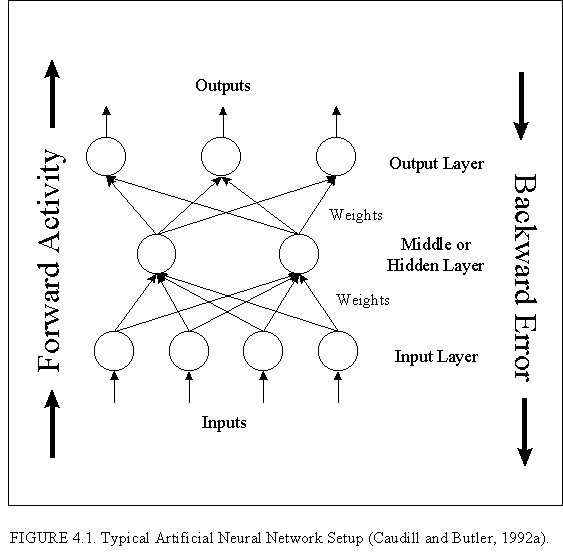 Outputs
Output Layer
Weights
Middle or
Hidden Layer
Weights
Input Layer
Inputs
Forward Activity
Backward Error
FIGURE 4.1. Typical Artificial Neural Network Setup (Caudill and Butler, 1992a).